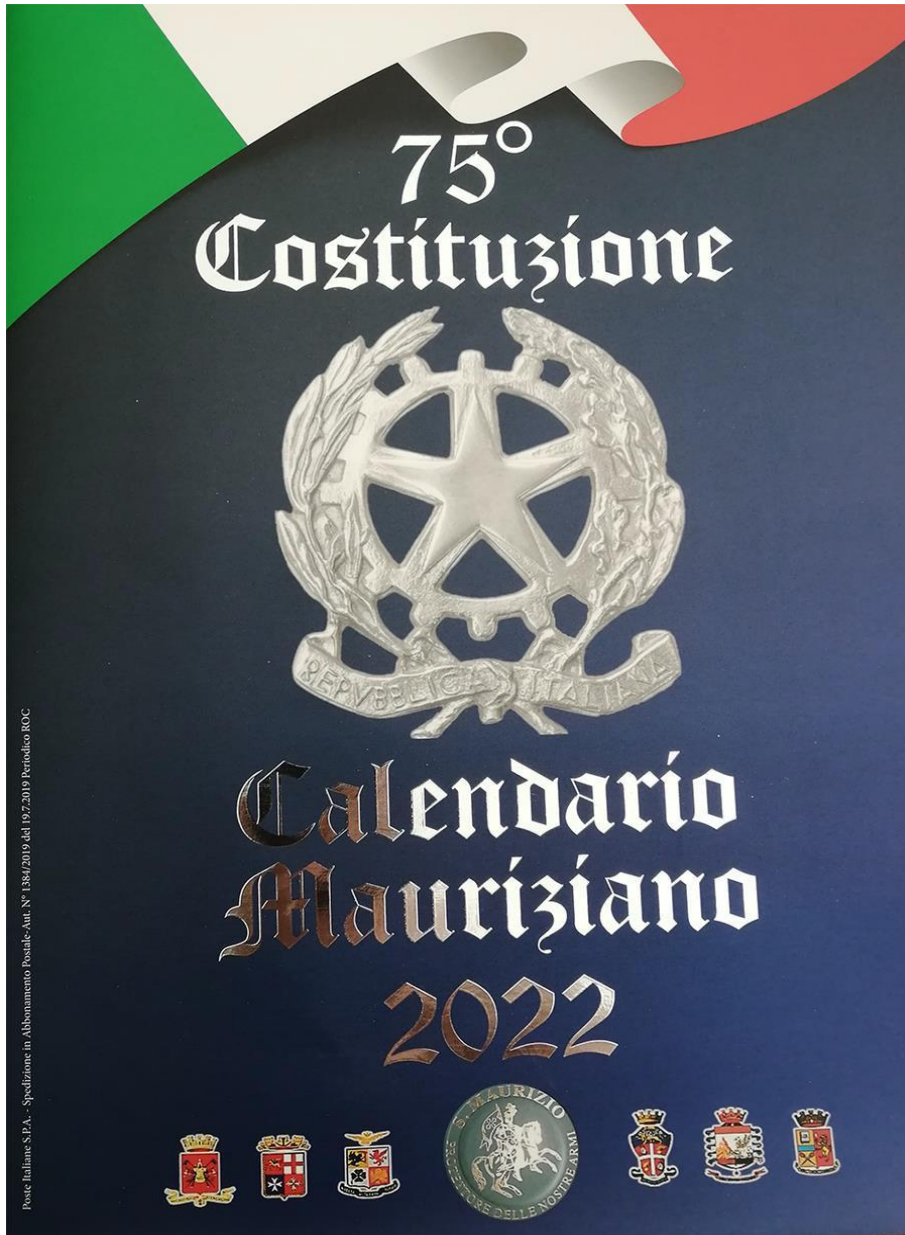 75°
Costituzione
REPVBBLICA ITALIANA
Calendario
Mauriziano
2022
S. MAURIZIO
PROTETTORE DELLE NOSTRE ARMI
Poste Italiane S.P.A. - Spedizione in Abbonamento Postale-Aut. N° 1384/2019 del 19.7.2019 Periodico ROC